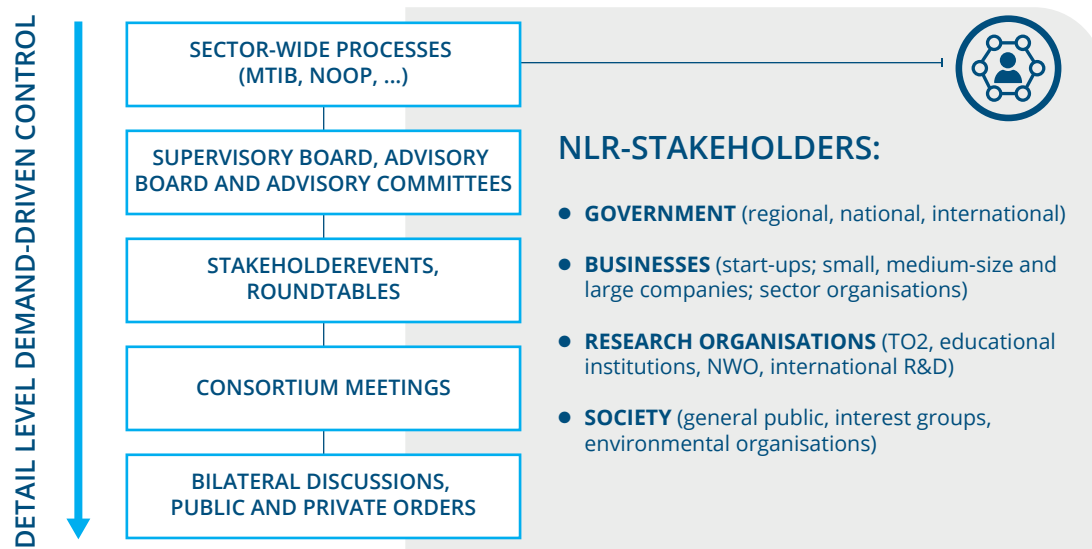 DETAIL LEVEL DEMAND-DRIVEN CONTROL
SECTOR-WIDE PROCESSES
(MTIB, NOOP, ...)
SUPERVISORY BOARD, ADVISORY
BOARD AND ADVISORY COMMITTEES
STAKEHOLDEREVENTS,
ROUNDTABLES
CONSORTIUM MEETINGS
BILATERAL DISCUSSIONS,
PUBLIC AND PRIVATE ORDERS
NLR-STAKEHOLDERS:
• GOVERNMENT (regional, national, international)
• BUSINESSES (start-ups; small, medium-size and
large companies; sector organisations)
• RESEARCH ORGANISATIONS (TO2, educational
institutions, NWO, international R&D)
• SOCIETY (general public, interest groups,
environmental organisations)